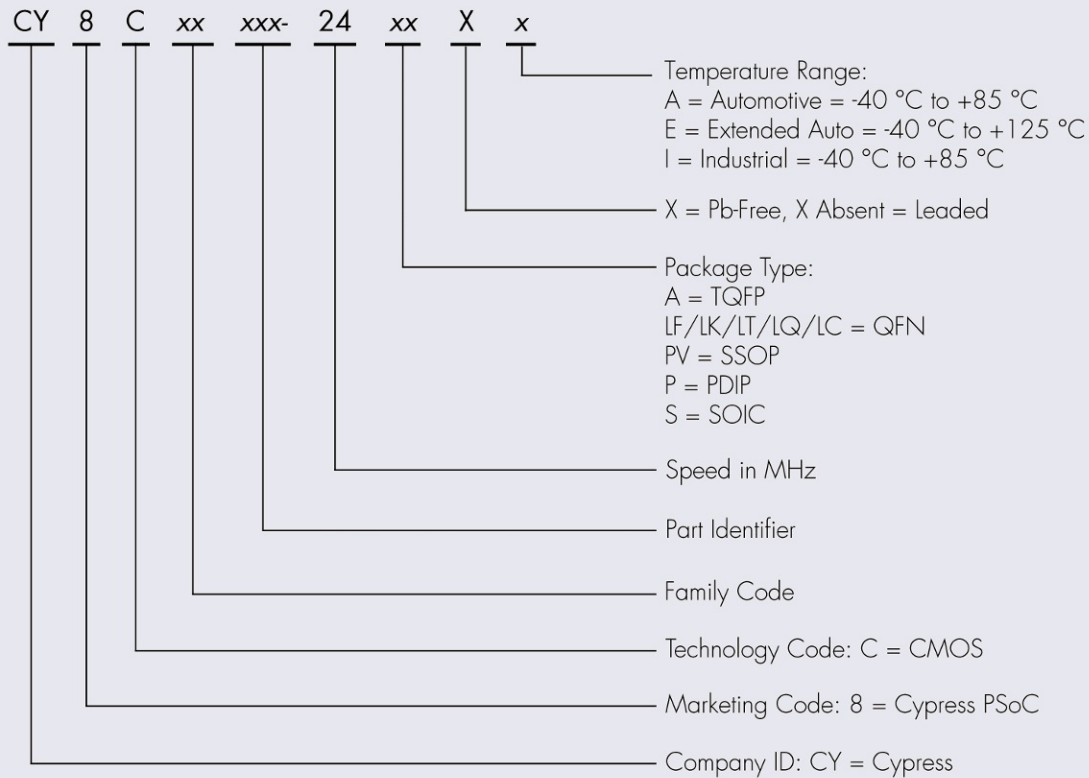 CY 8 C xx xxx- 24 xx X x
Temperature Range:
A = Automotive = -40 °C to +85 °C
E = Extended Auto = -40 °C to +125 °C
I = Industrial = -40 °C to +85 °C
X = Pb-Free, X Absent = Leaded
Package Type:
A = TQFP
LF/LK/LT/LQ/LC = QFN
PV = SSOP
P = PDIP
S = SOIC
Speed in MHz
Part Identifier
Family Code
Technology Code: C = CMOS
Marketing Code: 8 = Cypress PSoC
Company ID: CY = Cypress